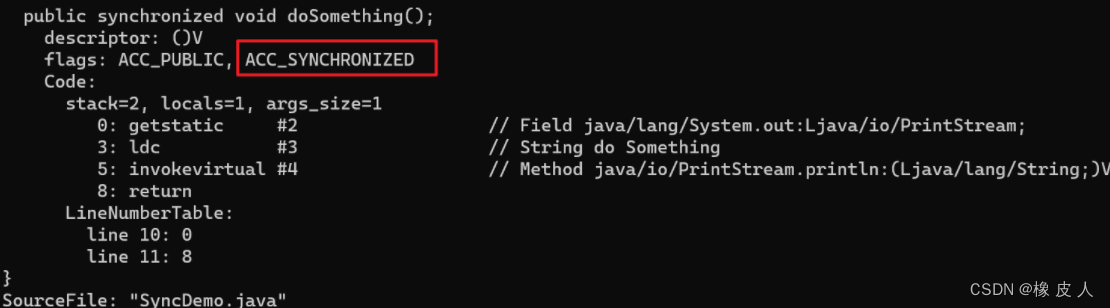 public synchronized void doSomething();
descriptor: ()V
flags: ACC_PUBLIC, ACC_SYNCHRONIZED
Code:
stack=2, locals=1, args_size=1
0: getstatic #2 // Field java/lang/System.out:Ljava/io/PrintStream;
3: ldc #3 // String do Something
5: invokevirtual #4 // Method java/io/PrintStream.println:(Ljava/lang/String;)V
8: return
LineNumberTable:
line 10: 0
line 11: 8
}
SourceFile: "SyncDemo.java"
CSDN @橡 皮 人